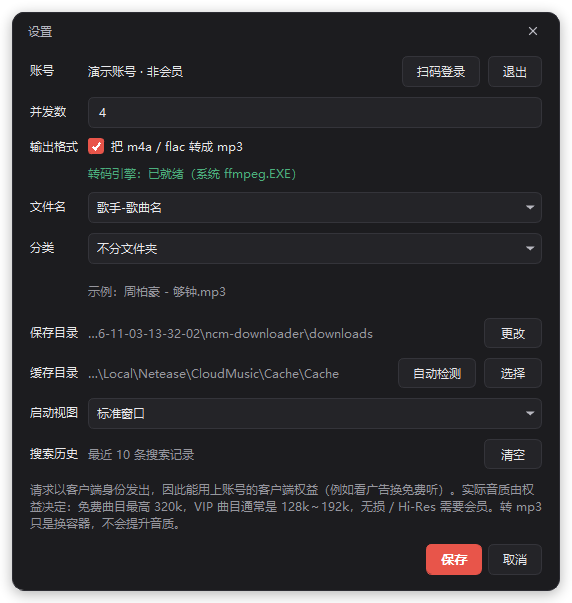 设置
账号 演示账号 · 非会员 扫码登录 退出
并发数 4
输出格式 把 m4a / flac 转成 mp3
转码引擎：已就绪（系统 ffmpeg.EXE）
文件名 歌手-歌曲名
分类 不分文件夹
示例：周柏豪 - 够钟.mp3
保存目录 …6-11-03-13-32-02\ncm-downloader\downloads 更改
缓存目录 …\Local\Netease\CloudMusic\Cache\Cache 自动检测 选择
启动视图 标准窗口
搜索历史 最近 10 条搜索记录 清空
请求以客户端身份发出，因此能用上账号的客户端权益（例如看广告换免费听）。实际音质由权
益决定：免费曲目最高 320k，VIP 曲目通常是 128k～192k，无损 / Hi-Res 需要会员。转 mp3
只是换容器，不会提升音质。
保存 取消